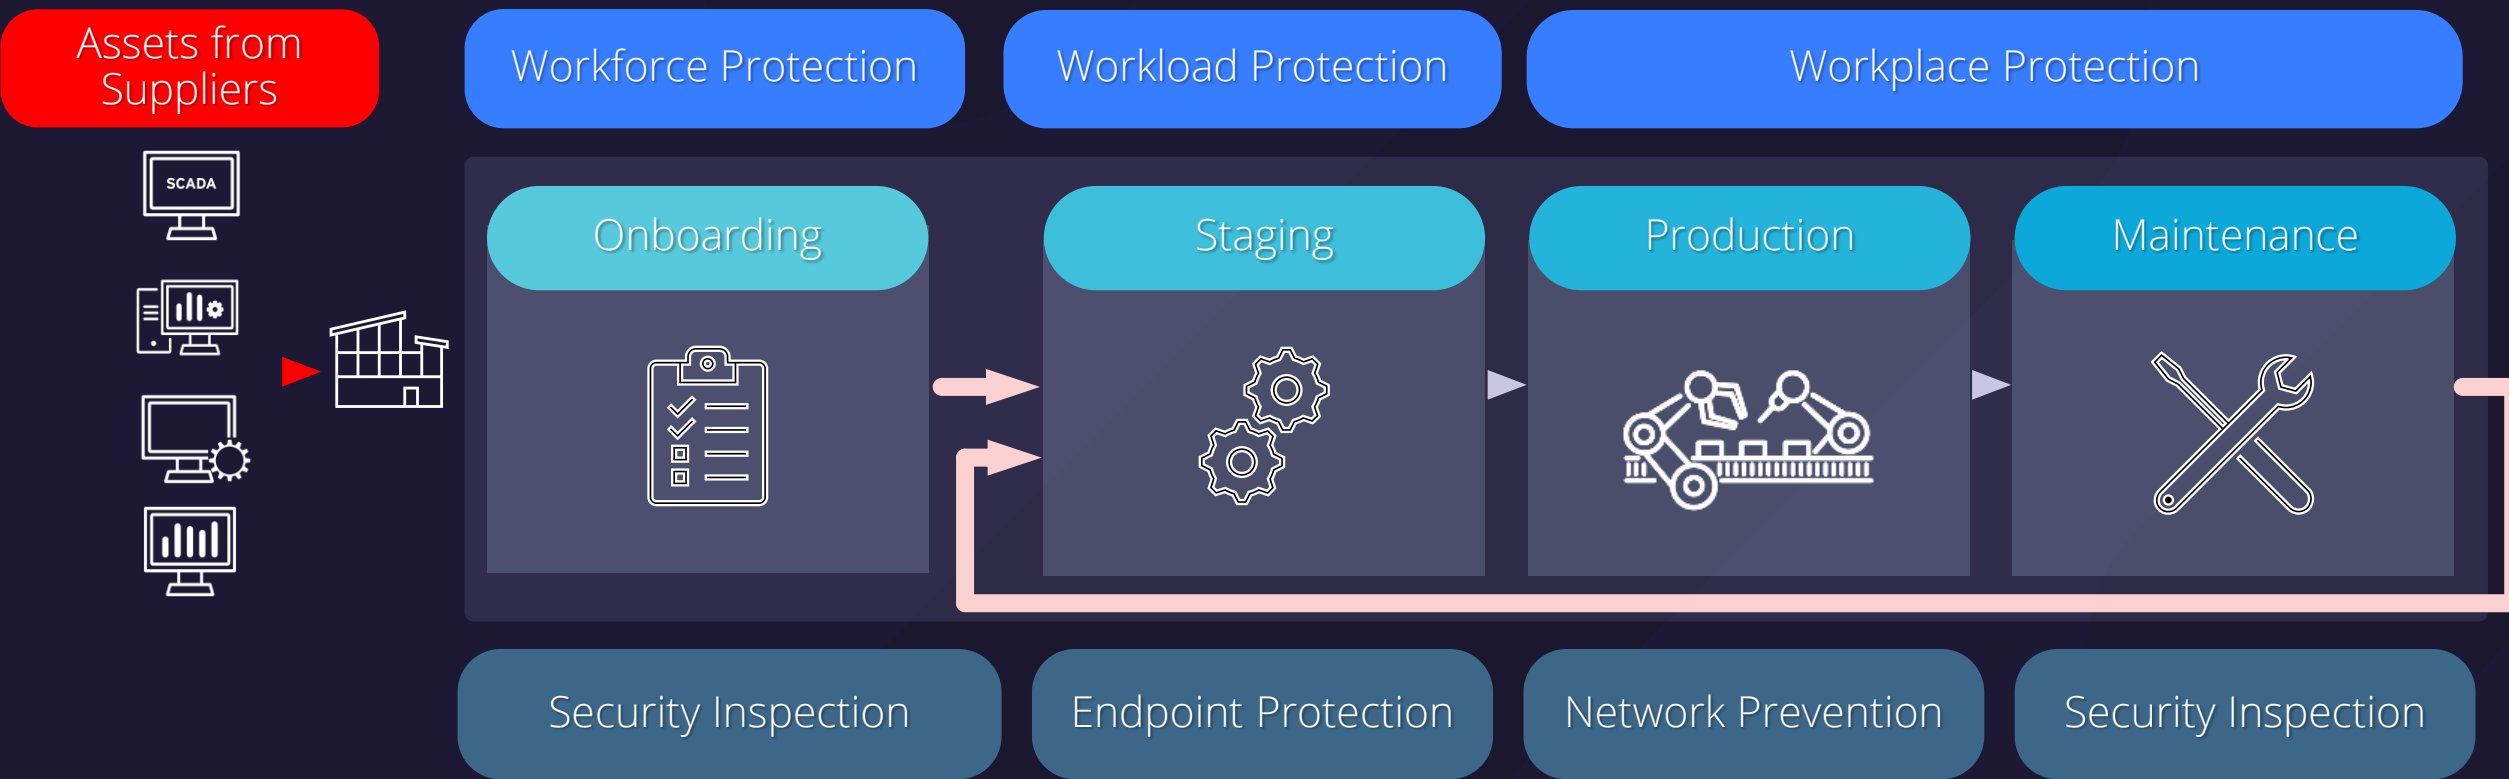 Assets from
Suppliers
Workforce Protection
Workload Protection
Workplace Protection
SCADA
Onboarding
Staging
Production
Maintenance
Security Inspection
Endpoint Protection
Network Prevention
Security Inspection